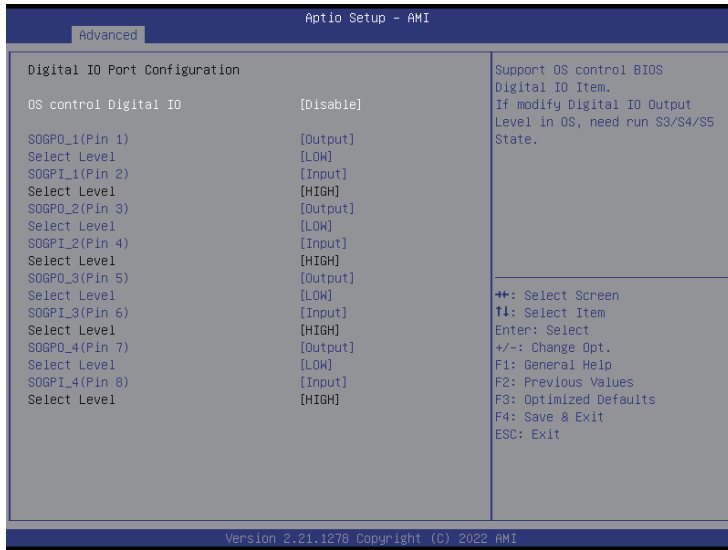 Aptio Setup – AMI
Advanced
Digital IO Port Configuration
OS control Digital IO [Disable]
SOGPO_1(Pin 1) [Output]
Select Level [LOW]
SOGPI_1(Pin 2) [Input]
Select Level [HIGH]
SOGPO_2(Pin 3) [Output]
Select Level [LOW]
SOGPI_2(Pin 4) [Input]
Select Level [HIGH]
SOGPO_3(Pin 5) [Output]
Select Level [LOW]
SOGPI_3(Pin 6) [Input]
Select Level [HIGH]
SOGPO_4(Pin 7) [Output]
Select Level [LOW]
SOGPI_4(Pin 8) [Input]
Select Level [HIGH]
Support OS control BIOS
Digital IO Item.
If modify Digital IO Output
Level in OS, need run S3/S4/S5
State.
→←: Select Screen
↑↓: Select Item
Enter: Select
+/-: Change Opt.
F1: General Help
F2: Previous Values
F3: Optimized Defaults
F4: Save & Exit
ESC: Exit
Version 2.21.1278 Copyright (C) 2022 AMI